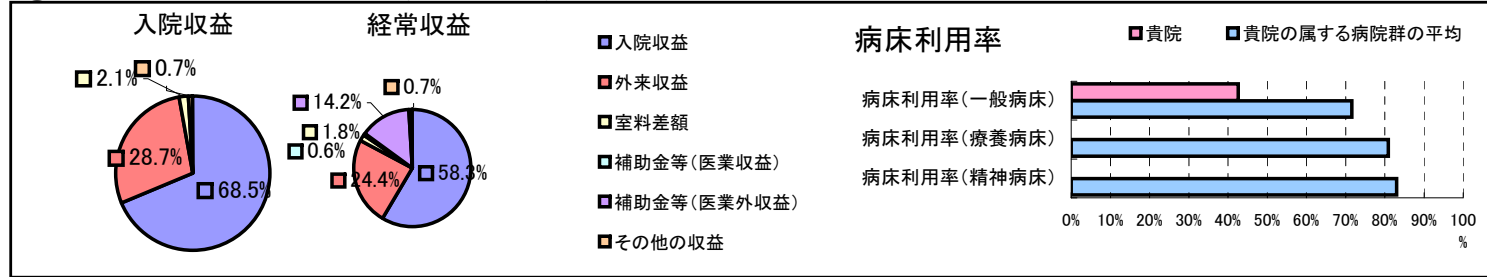 入院収益
2.1%
0.7%
28.7%
68.5%
経常収益
0.7%
14.2%
1.8%
0.6%
24.4%
58.3%
入院収益
外来収益
室料差額
補助金等(医業収益)
補助金等(医業外収益)
その他の収益
病床利用率
貴院 貴院の属する病院群の平均
病床利用率(一般病床)
病床利用率(療養病床)
病床利用率(精神病床)
0% 10% 20% 30% 40% 50% 60% 70% 80% 90% 100
%